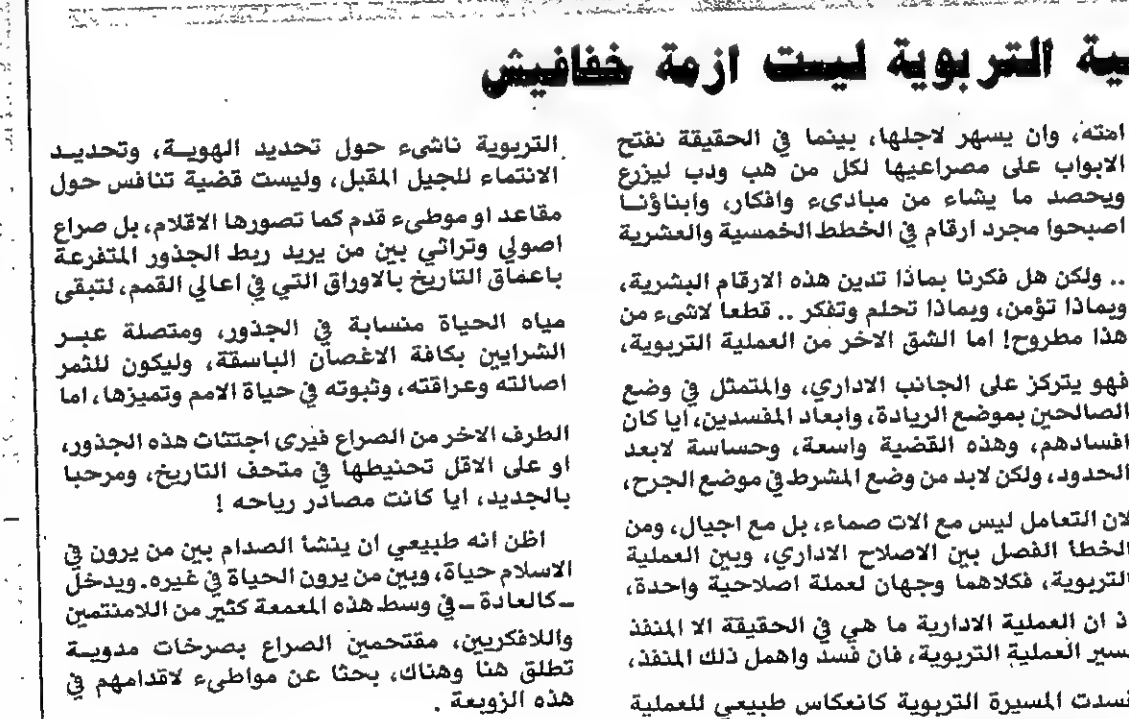 التربوية ليست ازمة خفافيش
امته، وان يسهر لاجلها، بينما في الحقيقة نفتح
الابواب على مصراعيها لكل من هب ودب ليزرع
ويحصد ما يشاء من مبادىء وافكار، وابناؤنا
اصبحوا مجرد ارقام في الخطط الخمسية والعشرية
.. ولكن هل فكرنا بماذا تدين هذه الارقام البشرية،
وبماذا تؤمن، وبماذا تحلم وتفكر .. قطعا لاشىء من
هذا مطروح! اما الشق الاخر من العملية التربوية،
فهو يتركز على الجانب الاداري، والمتمثل في وضع
الصالحين بموضع الريادة، وابعاد المفسدين، ايا كان
افسادهم، وهذه القضية واسعة، وحساسة لابعد
الحدود، ولكن لابد من وضع المشرط في موضع الجرح،
لان التعامل ليس مع الات صماء، بل مع اجيال، ومن
الخطأ الفصل بين الاصلاح الاداري، وبين العملية
التربوية، فكلاهما وجهان لعملة اصلاحية واحدة،
ذ ان العملية الادارية ما هي في الحقيقة الا المنفذ
سير العملية التربوية، فان فسد واهمل ذلك المنفذ،
فسدت المسيرة التربوية كانعكاس طبيعي للعملية
التربوية ناشىء حول تحديد الهويـة، وتحديـد
الانتماء للجيل المقبل، وليست قضية تنافس حول
مقاعد او موطىء قدم كما تصورها الاقلام، بل صراع
اصولي وتراثي بين من يريد ربط الجذور المتفرعة
باعماق التاريخ بالاوراق التي في اعالي القمم، لتبقى
مياه الحياة منسابة في الجذور، ومتصلة عبـر
الشرايين بكافة الاغصان الباسقة، وليكون للثمر
اصالته وعراقته، وثبوته في حياة الامم وتميزها، اما
الطرف الاخر من الصراع فيرى اجتثاث هذه الجذور،
او على الاقل تحنيطها في متحف التاريخ، ومرحبا
بالجديد، ايا كانت مصادر رياحه !
اظن انه طبيعي ان ينشأ الصدام بين من يرون في
الاسلام حياة، وبين من يرون الحياة في غيره. ويدخل
ـ كالعادة ـ في وسط هذه المعمعة كثير من اللامنتمين
واللافكريين، مقتحمين الصراع بصرخات مدويـة
تطلق هنا وهناك، بحثا عن مواطىء لاقدامهم في
هذه الزوبعة .